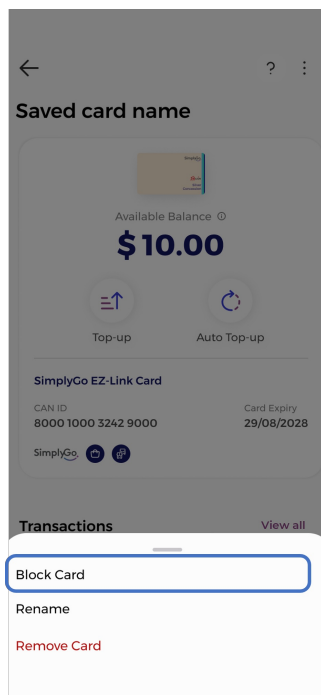 ?
Saved card name
Available Balance
$10.00
Top-up
Auto Top-up
SimplyGo EZ-Link Card
CAN ID
Card Expiry
8000 1000 3242 9000
29/08/2028
SimplyGo
Transactions
View all
Block Card
Rename
Remove Card